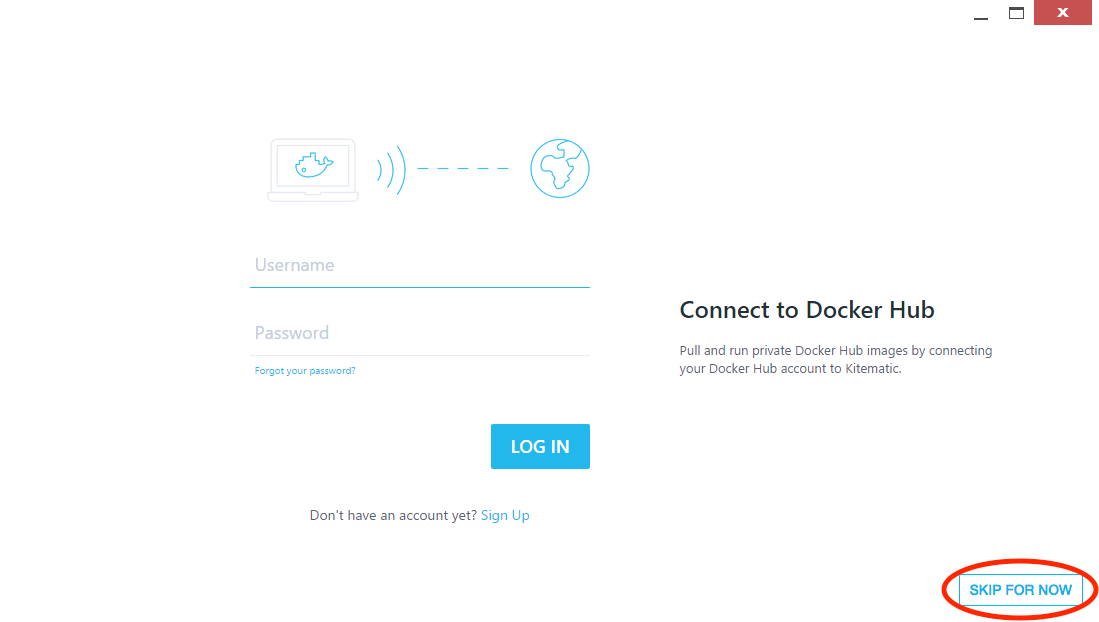 Username
Password
Forgot your password?
LOG IN
Don't have an account yet? Sign Up
Connect to Docker Hub
Pull and run private Docker Hub images by connecting
your Docker Hub account to Kitematic.
SKIP FOR NOW